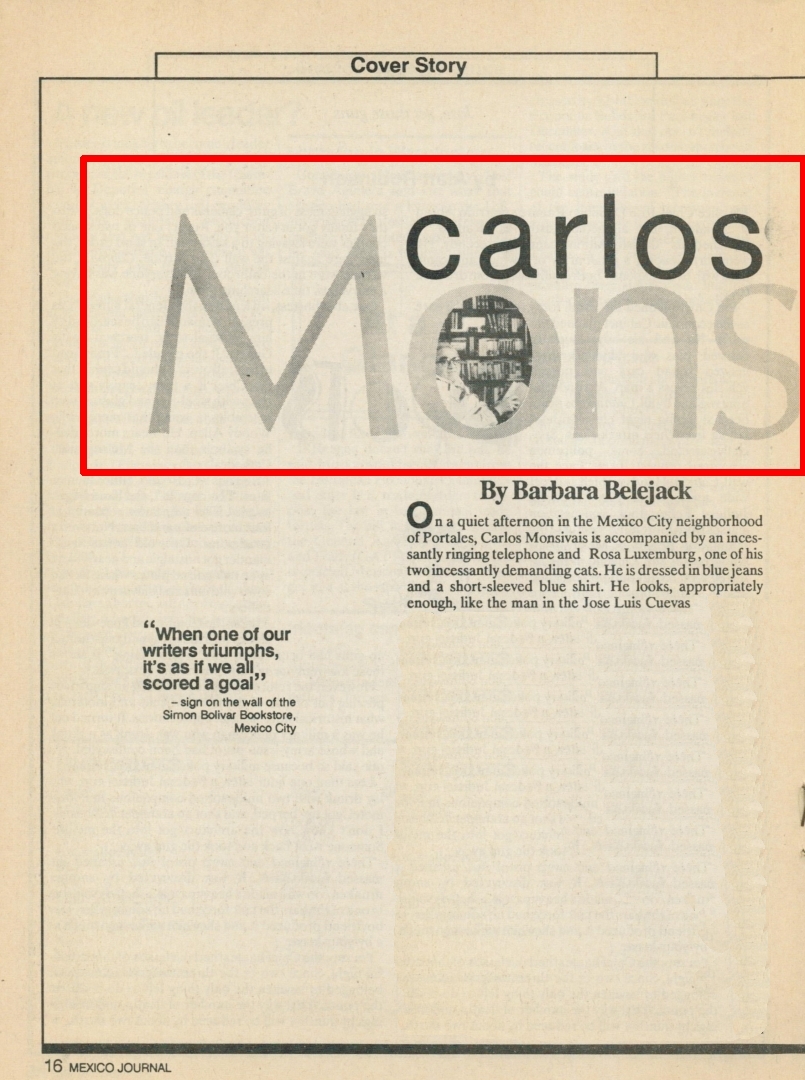 Cover Story
carlos
Mons
By Barbara Belejack
On a quiet afternoon in the Mexico City neighborhood
of Portales, Carlos Monsivais is accompanied by an inces-
santly ringing telephone and Rosa Luxemburg, one of his
two incessantly demanding cats. He is dressed in blue jeans
and a short-sleeved blue shirt. He looks, appropriately
enough, like the man in the Jose Luis Cuevas
“When one of our
writers triumphs,
it's as if we all
scored a goal”
– sign on the wall of the
Simon Bolivar Bookstore,
Mexico City
16 MEXICO JOURNAL